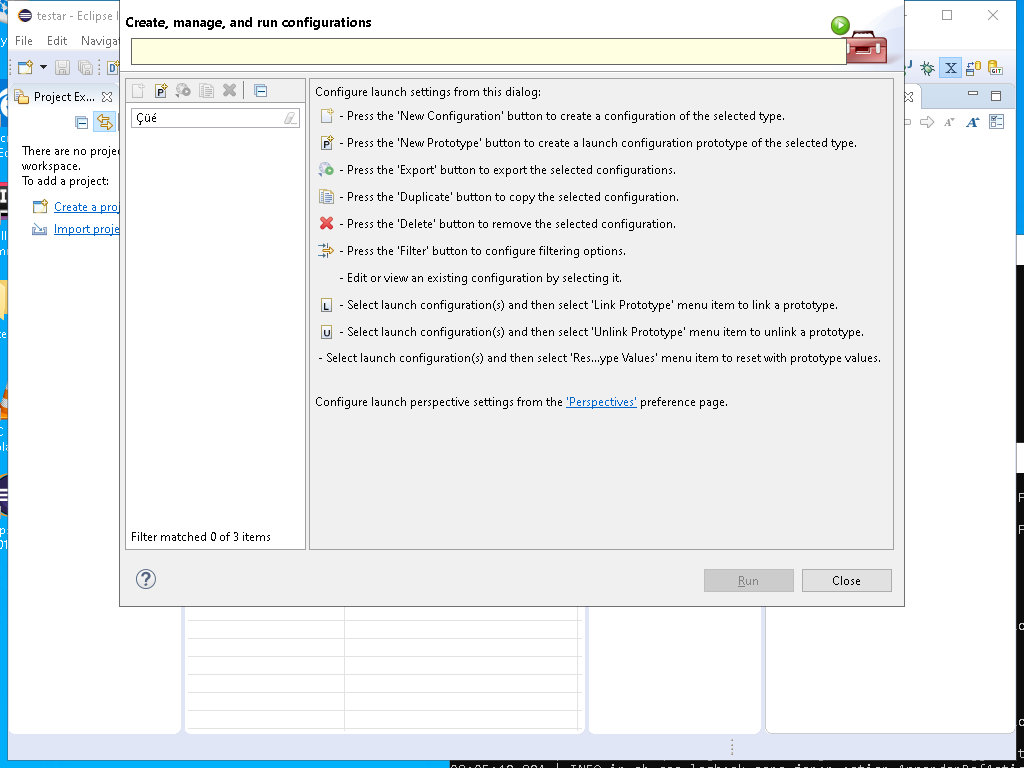 testar - Eclipse I
Create, manage, and run configurations
File Edit Naviga
Project Ex...
There are no proje
workspace.
To add a project:
Create a proj
Import proje
Çüé
Filter matched 0 of 3 items
Configure launch settings from this dialog:
- Press the 'New Configuration' button to create a configuration of the selected type.
- Press the 'New Prototype' button to create a launch configuration prototype of the selected type.
- Press the 'Export' button to export the selected configurations.
- Press the 'Duplicate' button to copy the selected configuration.
- Press the 'Delete' button to remove the selected configuration.
- Press the 'Filter' button to configure filtering options.
- Edit or view an existing configuration by selecting it.
- Select launch configuration(s) and then select 'Link Prototype' menu item to link a prototype.
- Select launch configuration(s) and then select 'Unlink Prototype' menu item to unlink a prototype.
- Select launch configuration(s) and then select 'Res...ype Values' menu item to reset with prototype values.
Configure launch perspective settings from the 'Perspectives' preference page.
Run
Close